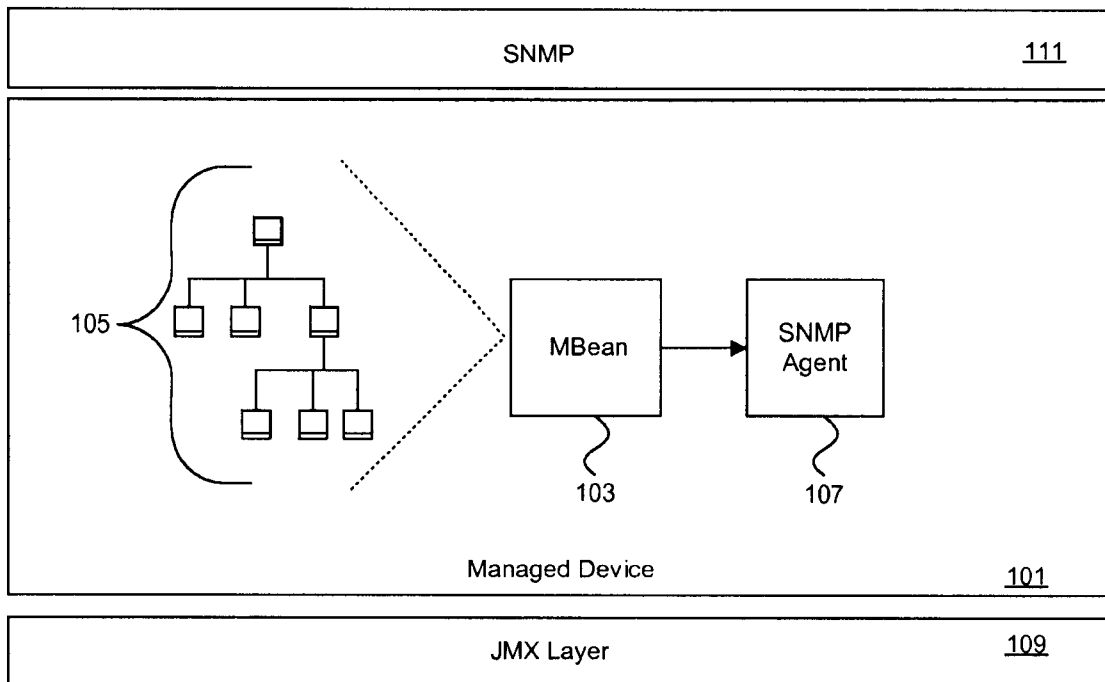 SNMP 111
105
MBean
SNMP
Agent
103
107
Managed Device 101
JMX Layer 109